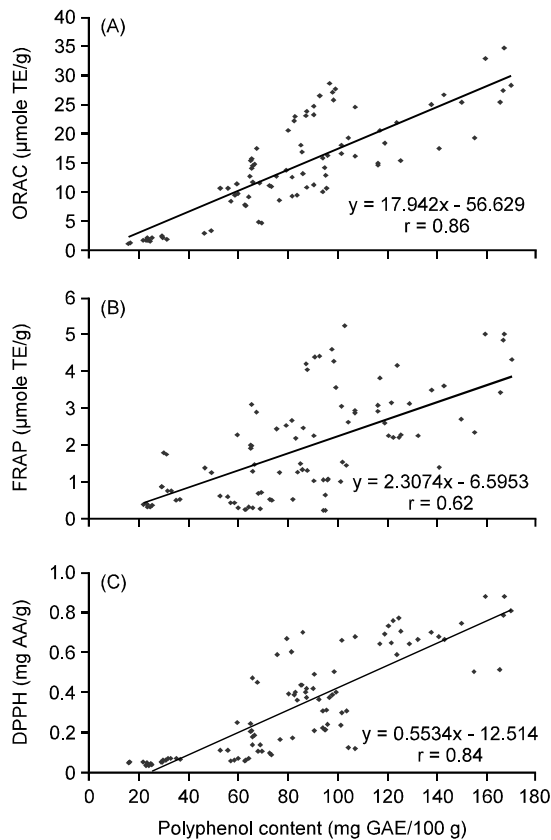 (A)
40
35
30
25
20
15
10
5
0
ORAC (µmole TE/g)
y = 17.942x - 56.629
r = 0.86
(B)
6
5
4
3
2
1
0
FRAP (µmole TE/g)
y = 2.3074x - 6.5953
r = 0.62
(C)
1.0
0.8
0.6
0.4
0.2
0
DPPH (mg AA/g)
y = 0.5534x - 12.514
r = 0.84
0 20 40 60 80 100 120 140 160 180
Polyphenol content (mg GAE/100 g)